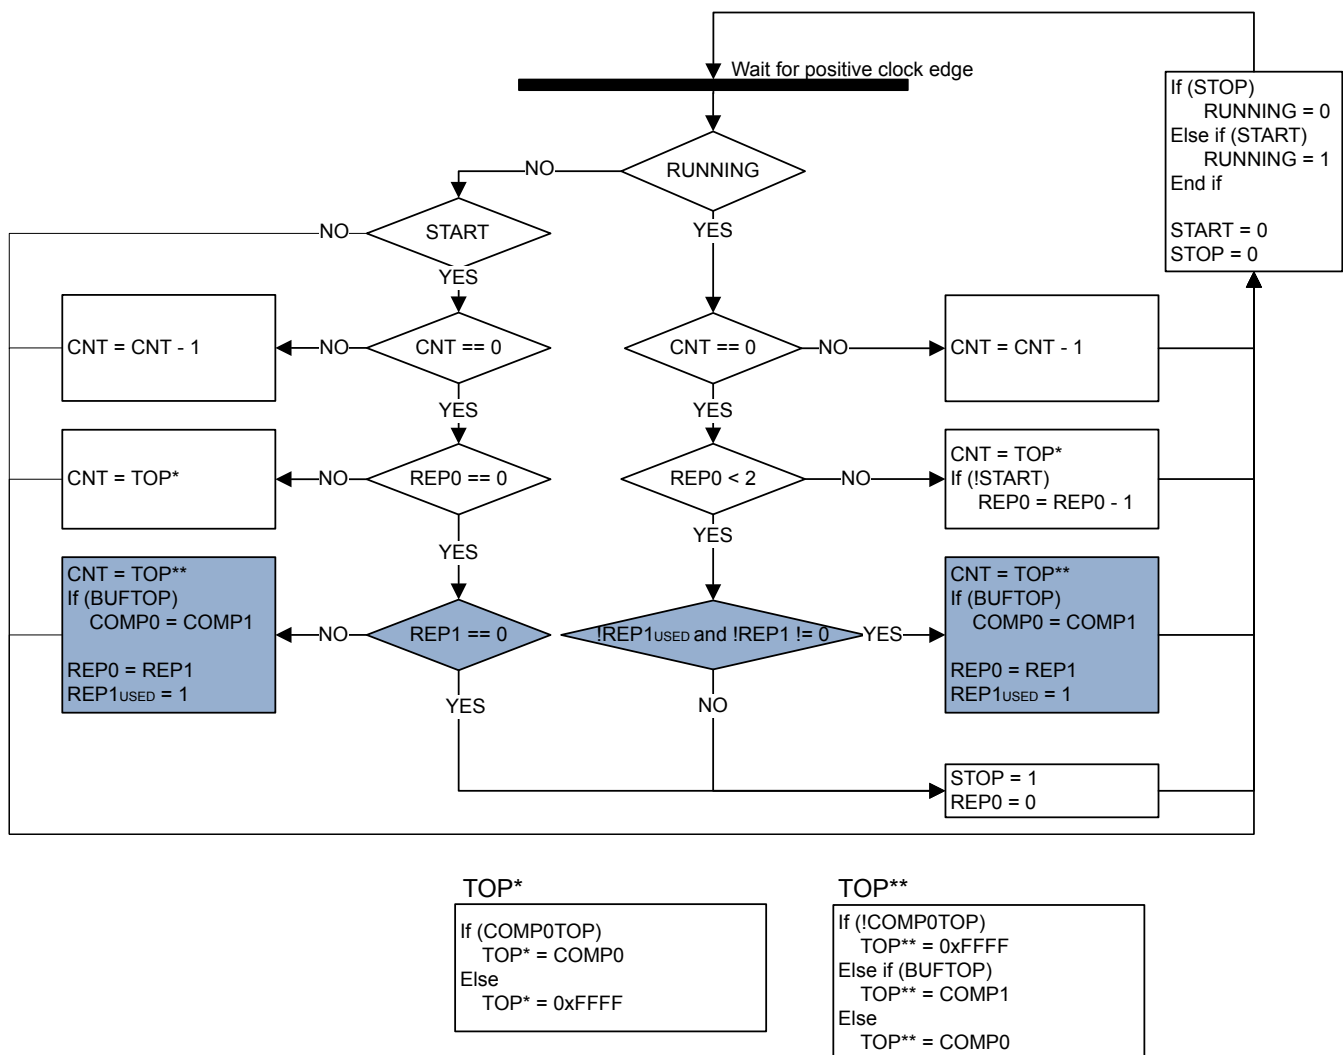 Wait for positive clock edge
If (STOP)
RUNNING = 0
Else if (START)
RUNNING = 1
End if
START = 0
STOP = 0
RUNNING
NO
YES
START
NO
YES
CNT = CNT - 1
NO
CNT == 0
YES
CNT == 0
NO
YES
CNT = CNT - 1
CNT = TOP*
NO
REP0 == 0
YES
REP0 < 2
NO
YES
CNT = TOP*
If (!START)
REP0 = REP0 - 1
CNT = TOP**
If (BUFTOP)
COMP0 = COMP1
REP0 = REP1
REP1USED = 1
NO
REP1 == 0
YES
!REP1USED and !REP1 != 0
YES
NO
CNT = TOP**
If (BUFTOP)
COMP0 = COMP1
REP0 = REP1
REP1USED = 1
STOP = 1
REP0 = 0
TOP*
If (COMP0TOP)
TOP* = COMP0
Else
TOP* = 0xFFFF
TOP**
If (!COMP0TOP)
TOP** = 0xFFFF
Else if (BUFTOP)
TOP** = COMP1
Else
TOP** = COMP0